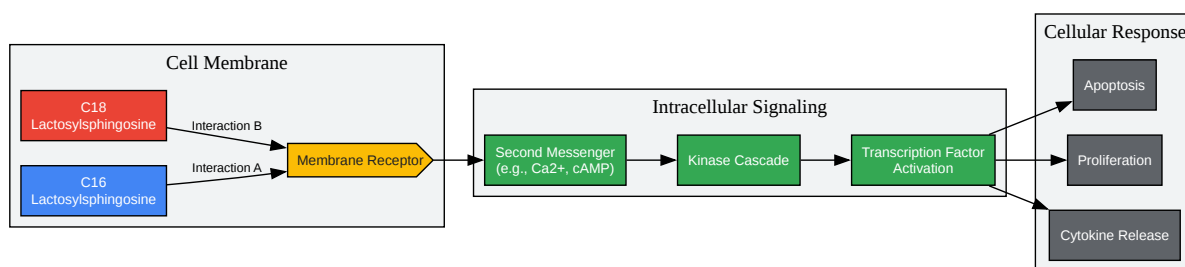 Cell Membrane
C18
Lactosylsphingosine
Interaction B
C16
Lactosylsphingosine
Interaction A
Membrane Receptor
Intracellular Signaling
Second Messenger
(e.g., Ca2+, cAMP)
Kinase Cascade
Transcription Factor
Activation
Cellular Response
Apoptosis
Proliferation
Cytokine Release